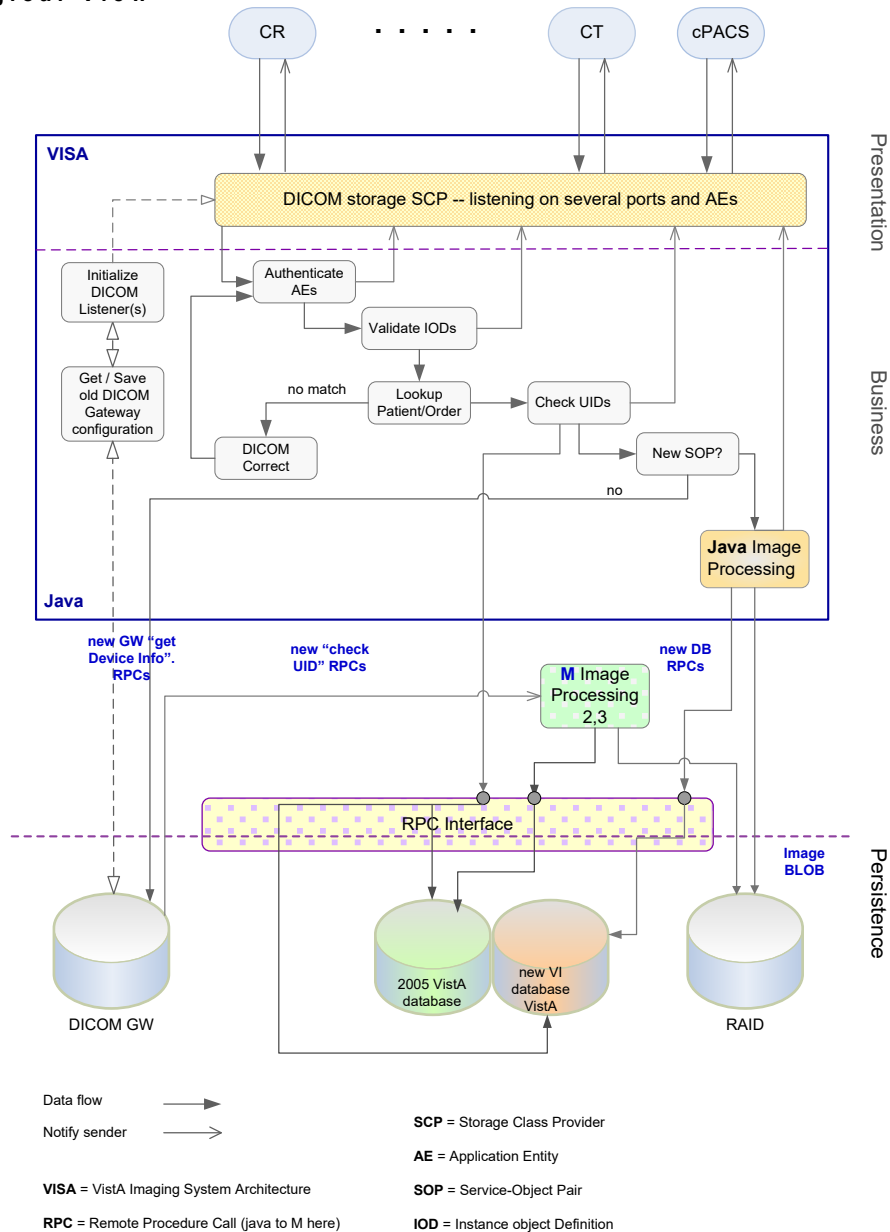 CR
. . . . .
CT
cPACS
VISA
Presentation
DICOM storage SCP -- listening on several ports and AEs
Initialize
DICOM
Listener(s)
Authenticate
AEs
Validate IODs
Get / Save
old DICOM
Gateway
configuration
no match
Lookup
Patient/Order
Check UIDs
Business
DICOM
Correct
New SOP?
no
Java Image
Processing
Java
new GW “get
Device Info”.
RPCs
new “check
UID” RPCs
new DB
RPCs
M Image
Processing
2,3
RPC Interface
Image
BLOB
Persistence
2005 VistA
database
new VI
database
VistA
DICOM GW
RAID
Data flow
Notify sender
SCP = Storage Class Provider
AE = Application Entity
VISA = VistA Imaging System Architecture
SOP = Service-Object Pair
RPC = Remote Procedure Call (java to M here)
IOD = Instance object Definition